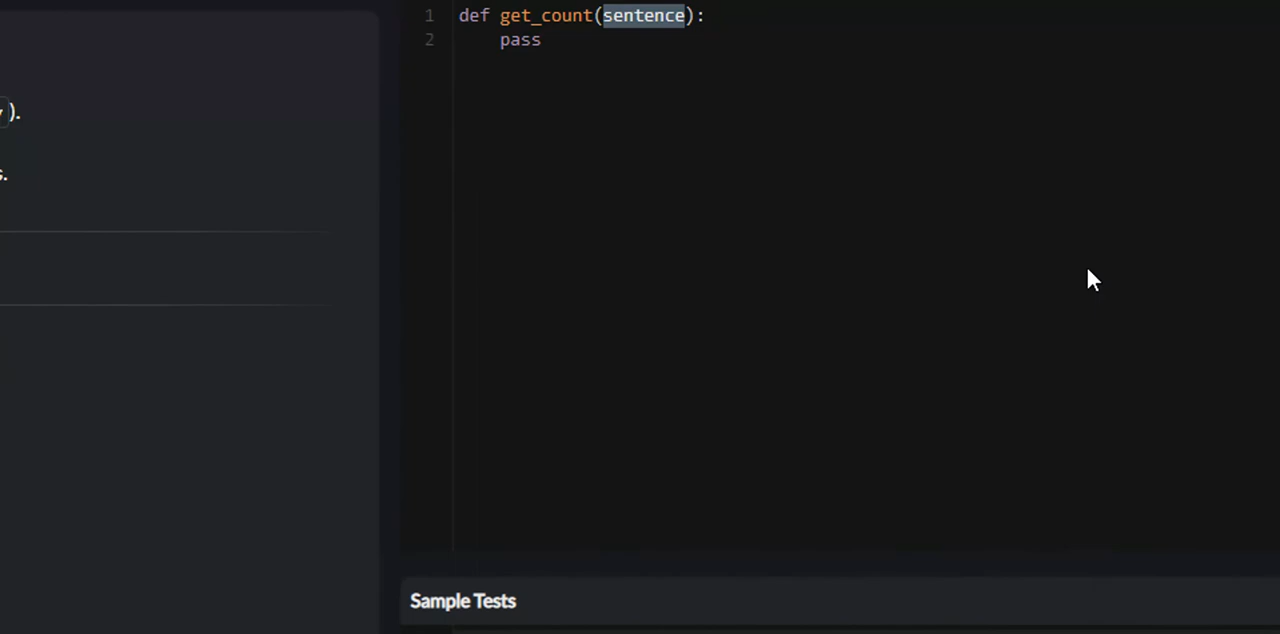 1 def get_count(sentence):
2 pass
).
s.
Sample Tests